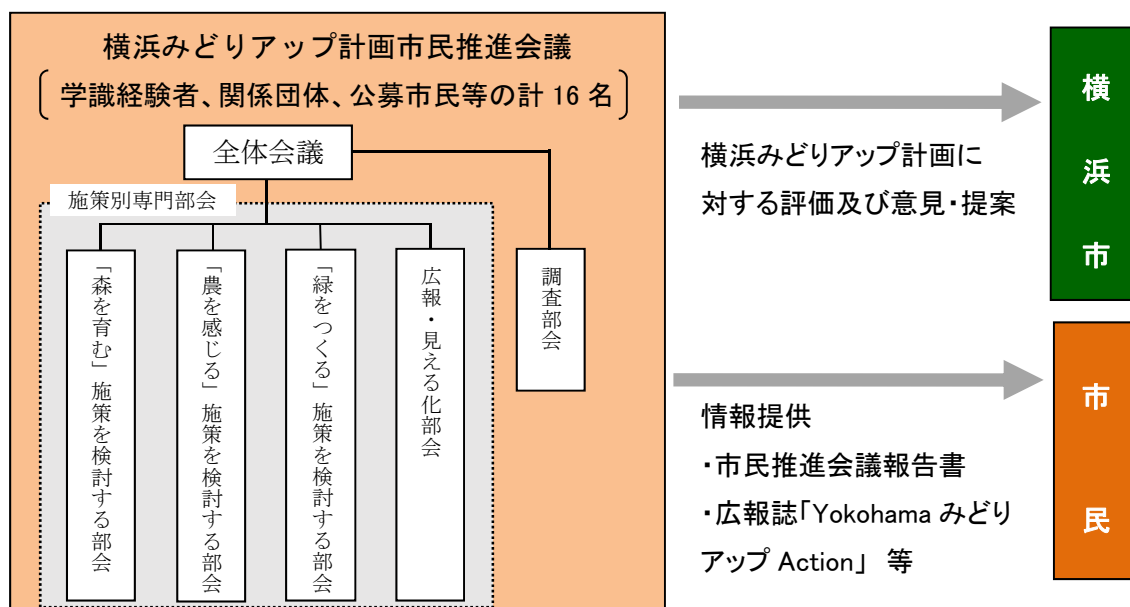 横浜みどりアップ計画市民推進会議
学識経験者、関係団体、公募市民等の計 16 名
全体会議
施策別専門部会
「森を育む」施策を検討する部会
「農を感じる」施策を検討する部会
「緑をつくる」施策を検討する部会
広報・見える化部会
調査部会
横浜みどりアップ計画に
対する評価及び意見・提案
横浜市
情報提供
・市民推進会議報告書
・広報誌「Yokohama みどり
アップ Action」 等
市民